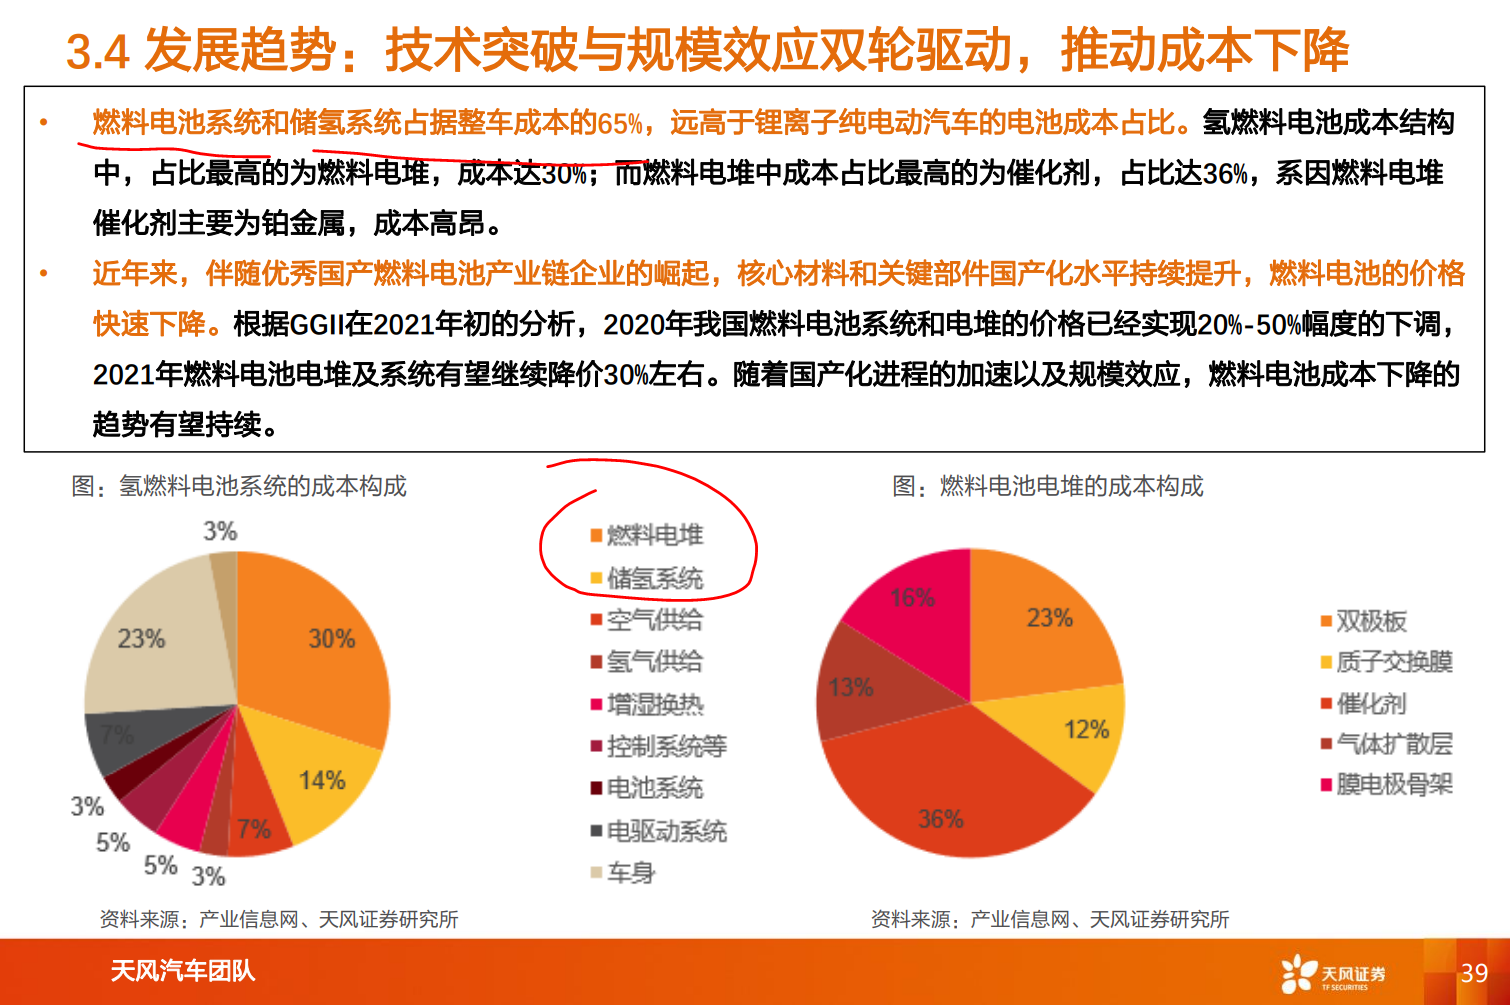 3.4 发展趋势：技术突破与规模效应双轮驱动，推动成本下降
• 燃料电池系统和储氢系统占据整车成本的65%，远高于锂离子纯电动汽车的电池成本占比。氢燃料电池成本结构
中，占比最高的为燃料电堆，成本达30%；而燃料电堆中成本占比最高的为催化剂，占比达36%，系因燃料电堆
催化剂主要为铂金属，成本高昂。
• 近年来，伴随优秀国产燃料电池产业链企业的崛起，核心材料和关键部件国产化水平持续提升，燃料电池的价格
快速下降。根据GGII在2021年初的分析，2020年我国燃料电池系统和电堆的价格已经实现20%-50%幅度的下调，
2021年燃料电池电堆及系统有望继续降价30%左右。随着国产化进程的加速以及规模效应，燃料电池成本下降的
趋势有望持续。
图：氢燃料电池系统的成本构成
3%
30%
14%
7%
3%
5%
5%
3%
7%
23%
燃料电堆
储氢系统
空气供给
氢气供给
增湿换热
控制系统等
电池系统
电驱动系统
车身
资料来源：产业信息网、天风证券研究所
图：燃料电池电堆的成本构成
23%
12%
36%
13%
16%
双极板
质子交换膜
催化剂
气体扩散层
膜电极骨架
资料来源：产业信息网、天风证券研究所
天风汽车团队
天风证券
TF SECURITIES
39